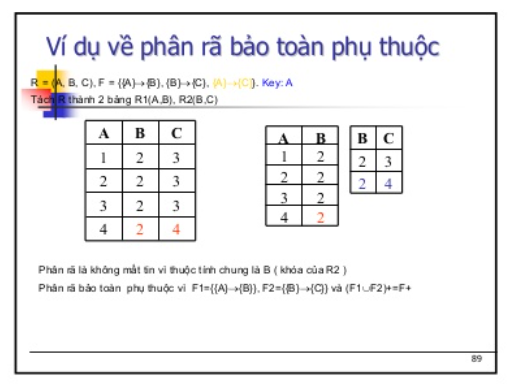 Ví dụ về phân rã bảo toàn phụ thuộc
R = (A, B, C), F = {{A}→{B}, {B}→{C}, {A}→{C}}. Key: A
Tách R thành 2 bảng R1(A,B), R2(B,C)
A B C
1 2 3
2 2 3
3 2 3
4 2 4
A B
1 2
2 2
3 2
4 2
B C
2 3
2 4
Phân rã là không mất tin vì thuộc tính chung là B ( khóa của R2 )
Phân rã bảo toàn phụ thuộc vì F1={{A}→{B}}, F2={{B}→{C}} và (F1∪F2)+=F+
89